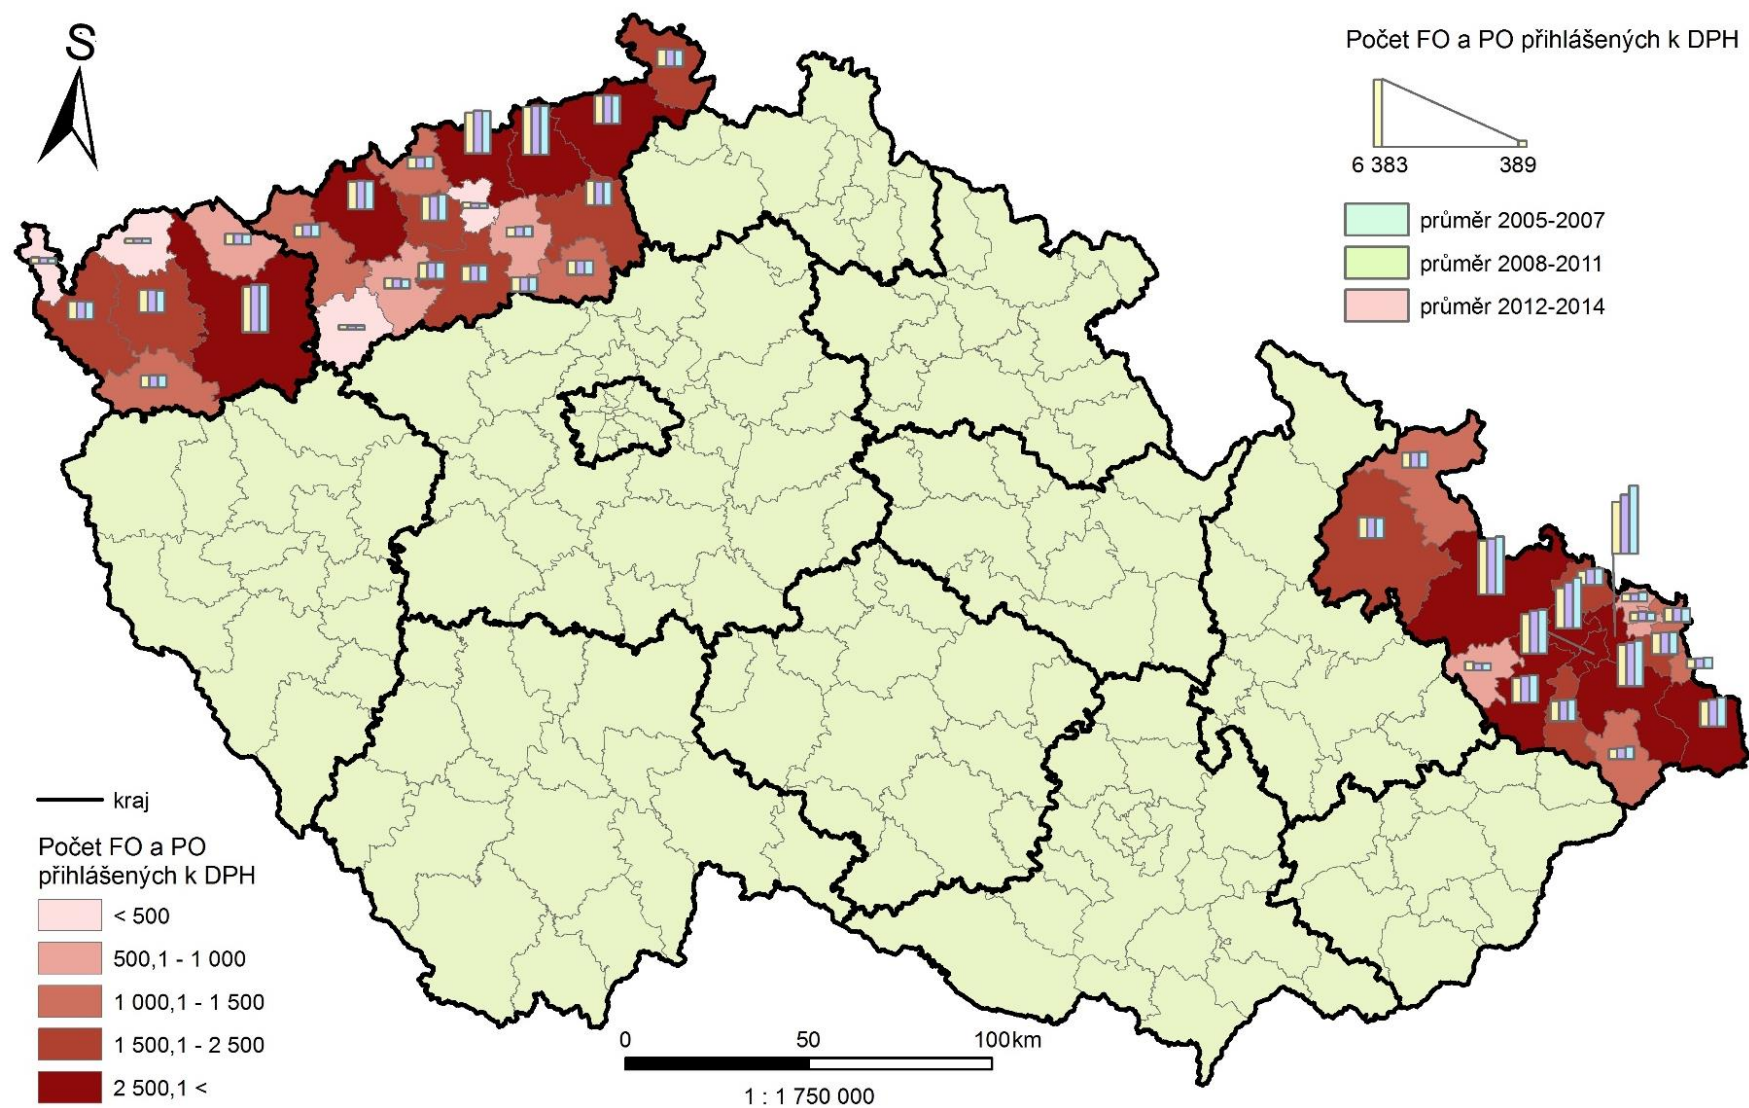 S
Počet FO a PO přihlášených k DPH
6 383
389
průměr 2005-2007
průměr 2008-2011
průměr 2012-2014
kraj
Počet FO a PO
přihlášených k DPH
< 500
500,1 - 1 000
1 000,1 - 1 500
1 500,1 - 2 500
2 500,1 <
0 50 100km
1 : 1 750 000